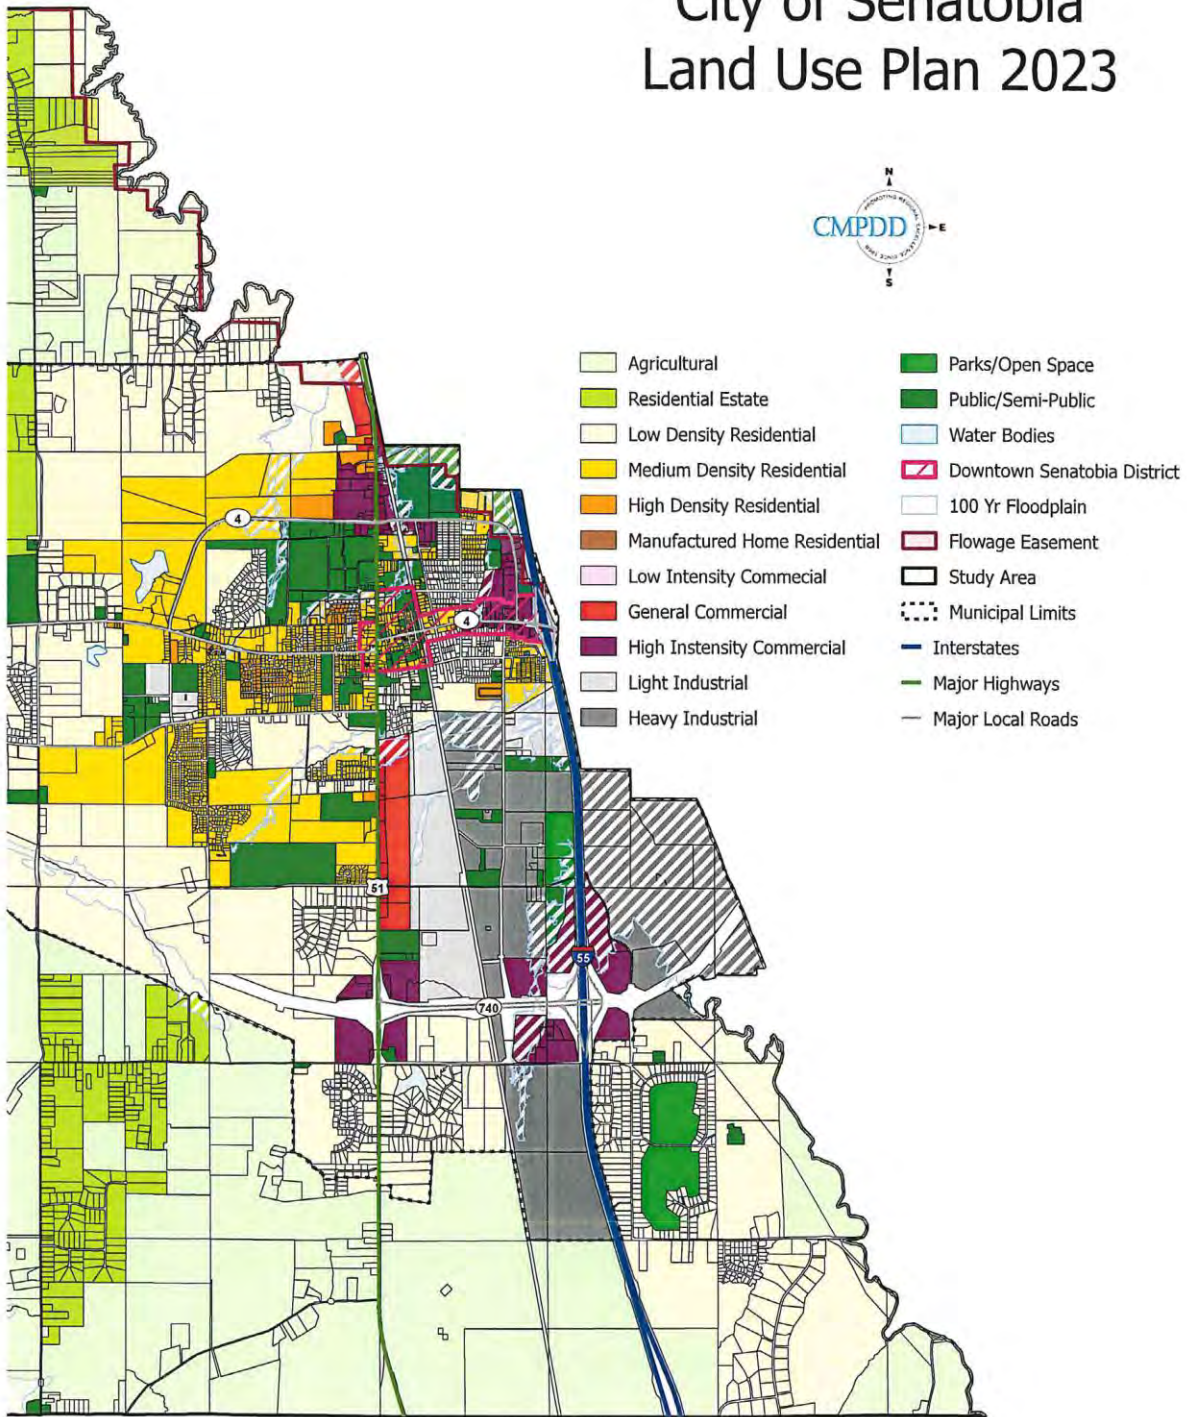 City of Senatobia
Land Use Plan 2023
N
CMPDD
E
S
Agricultural
Residential Estate
Low Density Residential
Medium Density Residential
High Density Residential
Manufactured Home Residential
Low Intensity Commecial
General Commercial
High Instensity Commercial
Light Industrial
Heavy Industrial
Parks/Open Space
Public/Semi-Public
Water Bodies
Downtown Senatobia District
100 Yr Floodplain
Flowage Easement
Study Area
Municipal Limits
Interstates
Major Highways
Major Local Roads
4
4
51
55
740